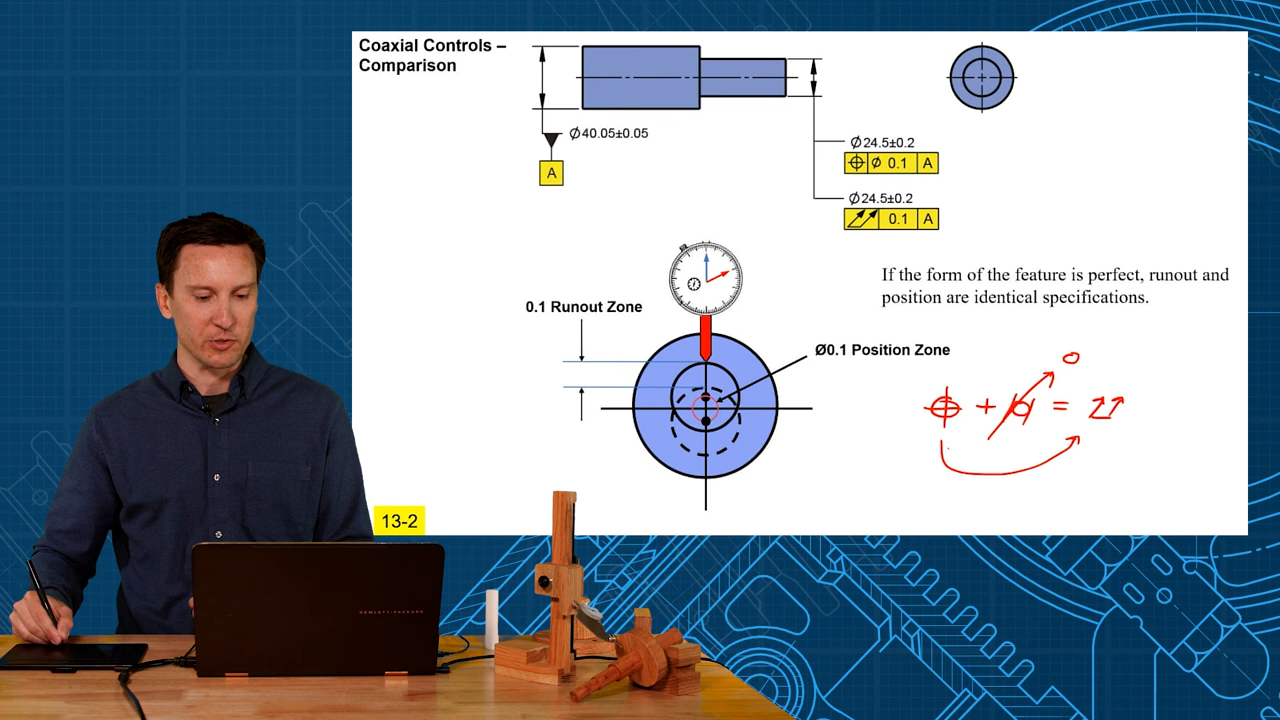 Coaxial Controls –
Comparison
Ø40.05±0.05
A
Ø24.5±0.2
⌖ Ø 0.1 A
Ø24.5±0.2
⌰ 0.1 A
If the form of the feature is perfect, runout and
position are identical specifications.
0.1 Runout Zone
Ø0.1 Position Zone
0
⌖ + ⌭ = ⌰
13-2
HEWLETT-PACKARD